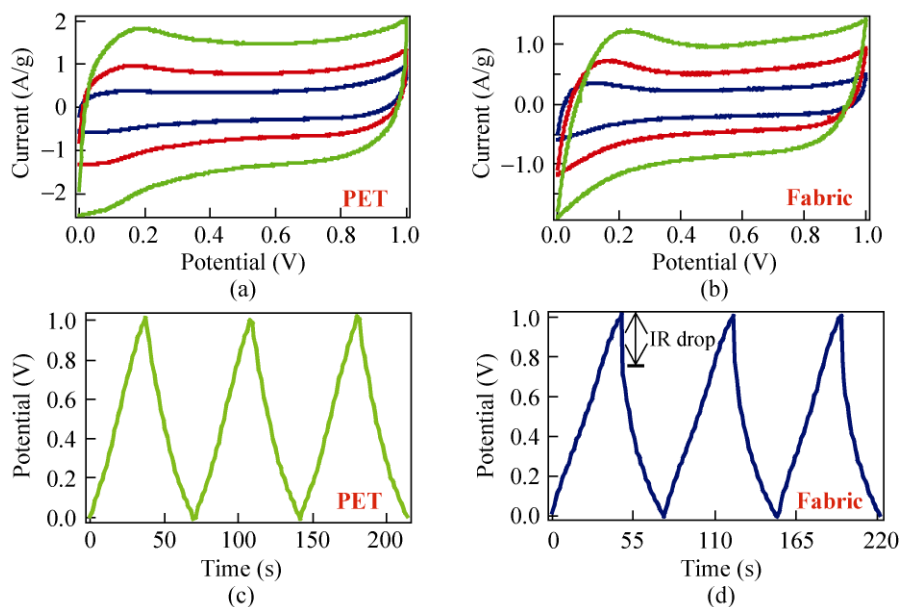 2
1
0
−1
−2
Current (A/g)
PET
0.0 0.2 0.4 0.6 0.8 1.0
Potential (V)
(a)
1.0
0.0
−1.0
Current (A/g)
Fabric
0.0 0.2 0.4 0.6 0.8 1.0
Potential (V)
(b)
1.0
0.8
0.6
0.4
0.2
0.0
Potential (V)
PET
0 50 100 150 200
Time (s)
(c)
1.0
0.8
0.6
0.4
0.2
0.0
Potential (V)
IR drop
Fabric
0 55 110 165 220
Time (s)
(d)